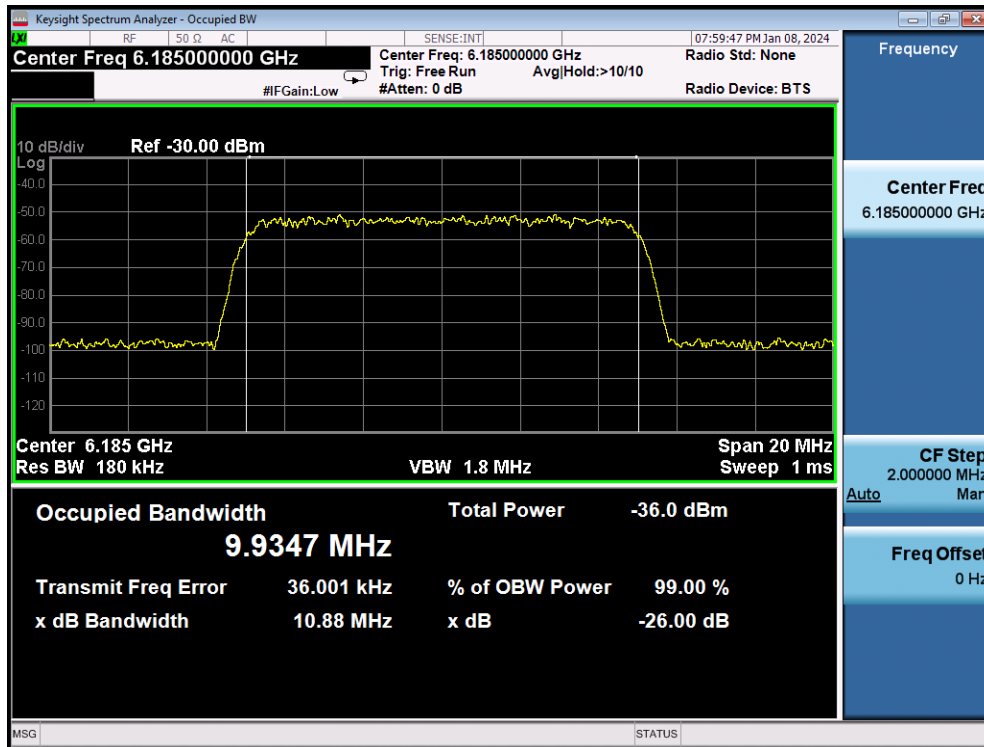 Keysight Spectrum Analyzer - Occupied BW
LXI RF 50 Ω AC SENSE:INT 07:59:47 PM Jan 08, 2024
Center Freq 6.185000000 GHz
Center Freq: 6.185000000 GHz Radio Std: None
Trig: Free Run Avg|Hold:>10/10
#IFGain:Low #Atten: 0 dB Radio Device: BTS
10 dB/div Ref -30.00 dBm
Log
-40.0
-50.0
-60.0
-70.0
-80.0
-90.0
-100
-110
-120
Center 6.185 GHz Span 20 MHz
Res BW 180 kHz VBW 1.8 MHz Sweep 1 ms
Occupied Bandwidth Total Power -36.0 dBm
9.9347 MHz
Transmit Freq Error 36.001 kHz % of OBW Power 99.00 %
x dB Bandwidth 10.88 MHz x dB -26.00 dB
MSG STATUS
Frequency
Center Freq
6.185000000 GHz
CF Step
2.000000 MHz
Auto Man
Freq Offset
0 Hz